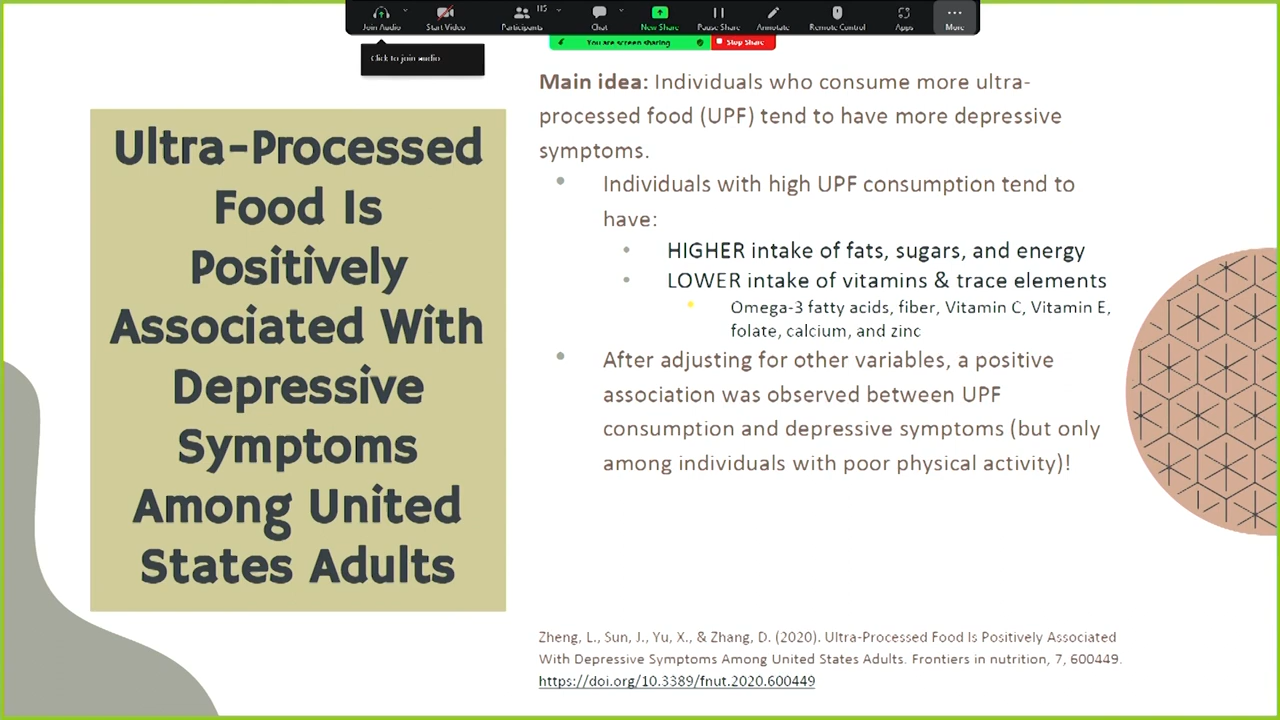 Join Audio
Start Video
Participants
115
Chat
New Share
Pause Share
Annotate
Remote Control
Apps
More
You are screen sharing
Stop Share
Click to join audio
Ultra-Processed
Food Is
Positively
Associated With
Depressive
Symptoms
Among United
States Adults
Main idea: Individuals who consume more ultra-
processed food (UPF) tend to have more depressive
symptoms.
Individuals with high UPF consumption tend to
have:
HIGHER intake of fats, sugars, and energy
LOWER intake of vitamins & trace elements
Omega-3 fatty acids, fiber, Vitamin C, Vitamin E,
folate, calcium, and zinc
After adjusting for other variables, a positive
association was observed between UPF
consumption and depressive symptoms (but only
among individuals with poor physical activity)!
Zheng, L., Sun, J., Yu, X., & Zhang, D. (2020). Ultra-Processed Food Is Positively Associated
With Depressive Symptoms Among United States Adults. Frontiers in nutrition, 7, 600449.
https://doi.org/10.3389/fnut.2020.600449